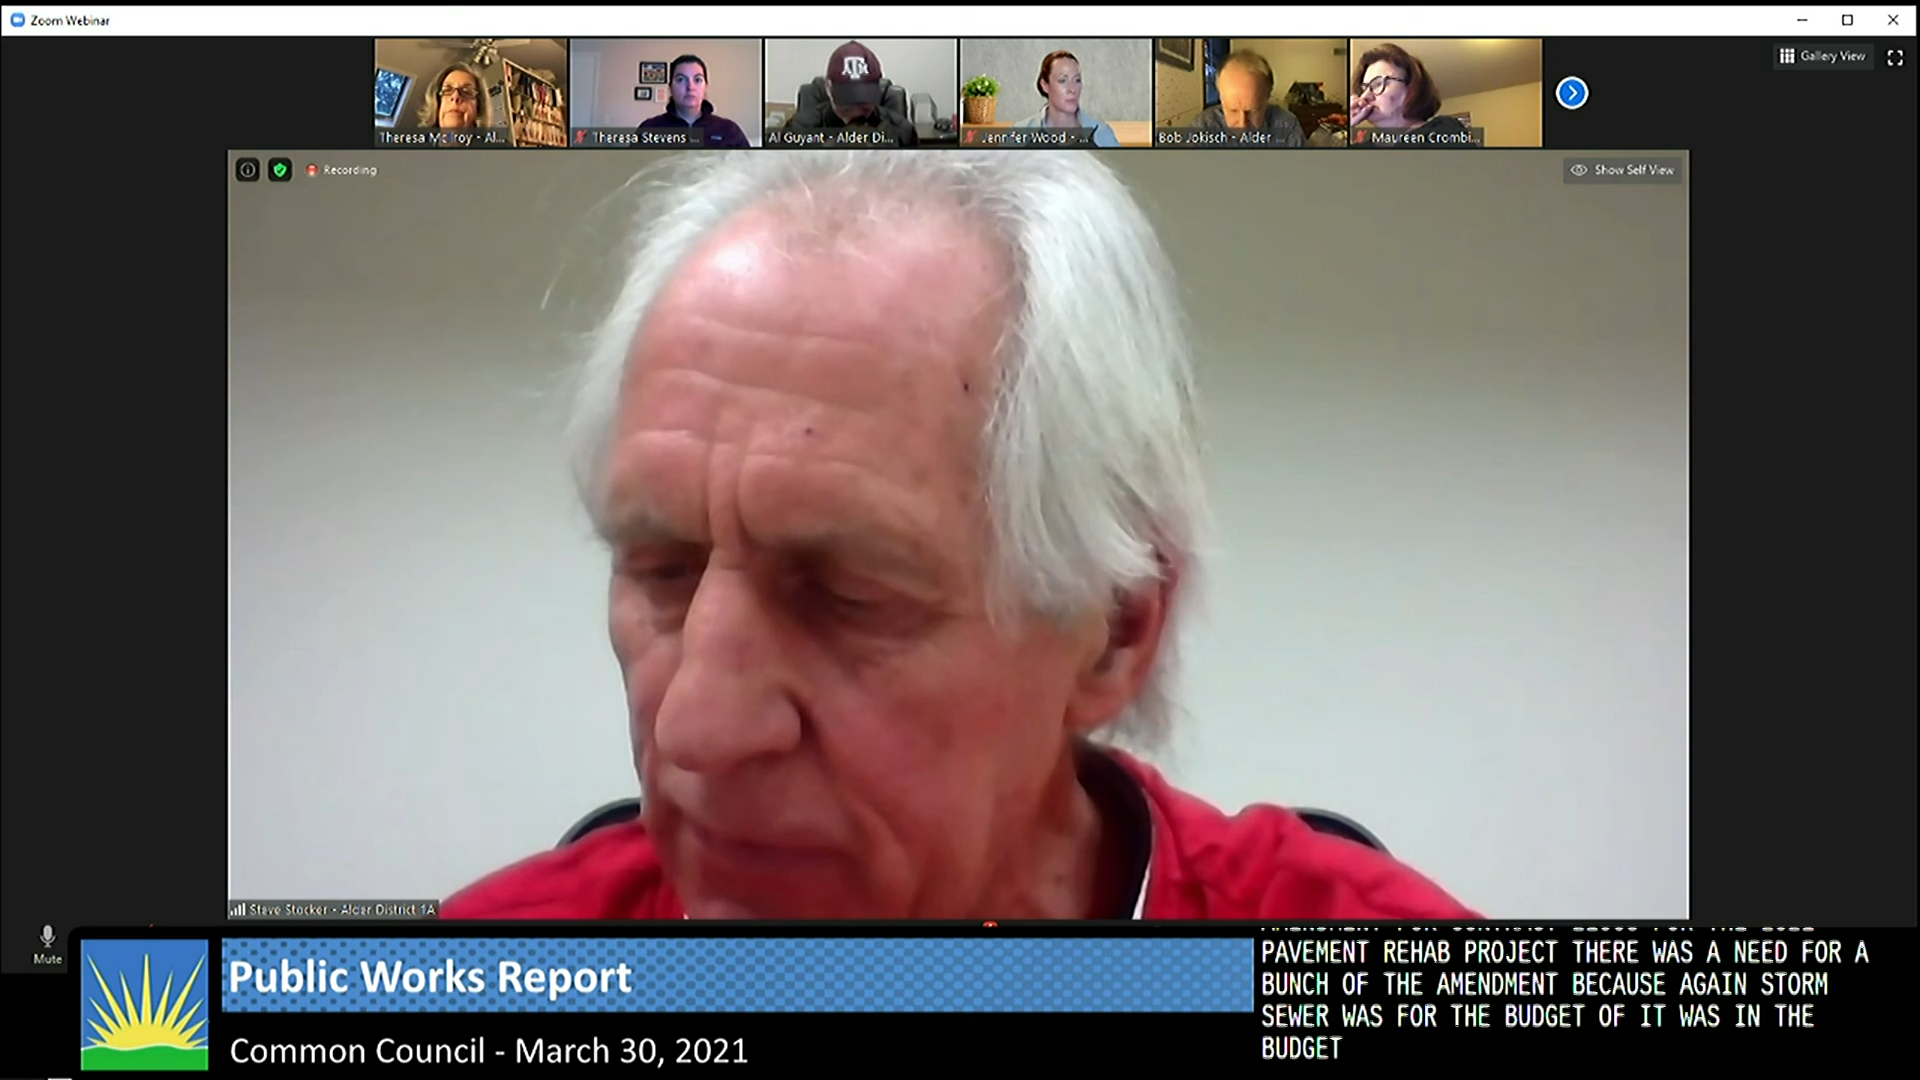 Zoom Webinar
Gallery View
Theresa Mc
Theresa Stevens ...
Al Guyant - Alder Di...
Jennifer Wood - ...
Bob Jokisch - Alder ...
Maureen Crombi...
ATM
Recording
Show Self View
Steve Stocker - Alder District 1A
Mute
Public Works Report
Common Council - March 30, 2021
PAVEMENT REHAB PROJECT THERE WAS A NEED FOR A
BUNCH OF THE AMENDMENT BECAUSE AGAIN STORM
SEWER WAS FOR THE BUDGET OF IT WAS IN THE
BUDGET